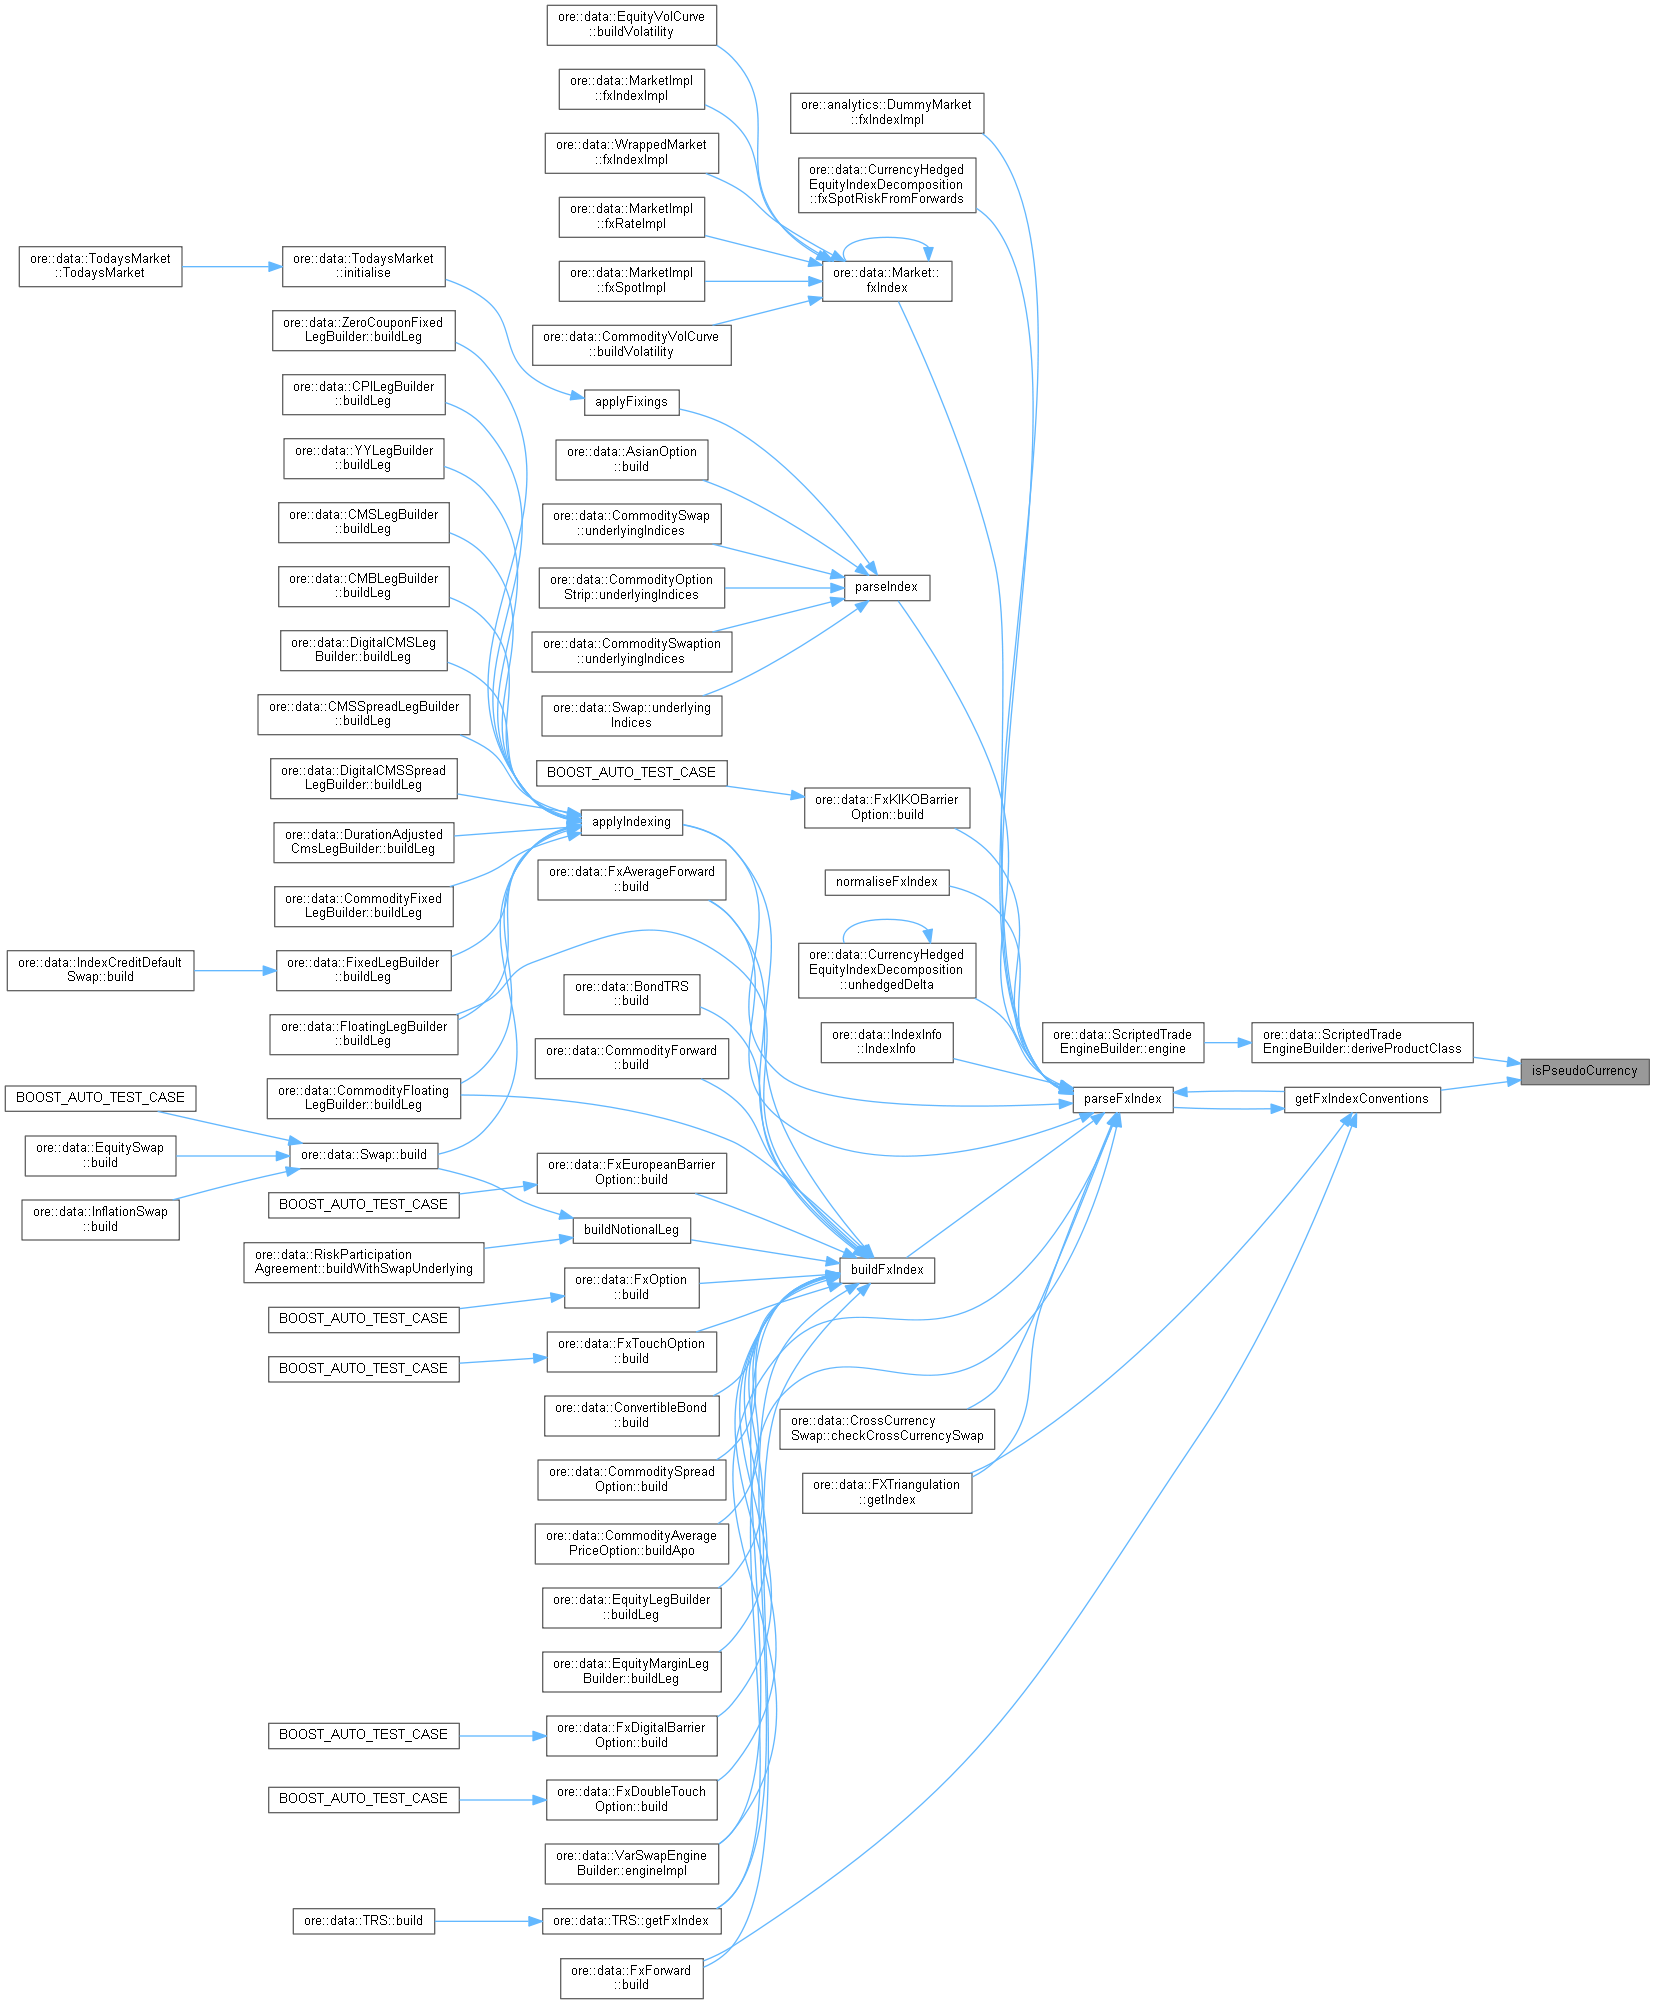 ore::data::EquityVolCurve
::buildVolatility
ore::data::MarketImpl
::fxIndexImpl
ore::analytics::DummyMarket
::fxIndexImpl
ore::data::WrappedMarket
::fxIndexImpl
ore::data::CurrencyHedged
EquityIndexDecomposition
::fxSpotRiskFromForwards
ore::data::MarketImpl
::fxRateImpl
ore::data::TodaysMarket
::TodaysMarket
ore::data::TodaysMarket
::initialise
ore::data::MarketImpl
::fxSpotImpl
ore::data::Market::
fxIndex
ore::data::ZeroCouponFixed
LegBuilder::buildLeg
ore::data::CommodityVolCurve
::buildVolatility
ore::data::CPILegBuilder
::buildLeg
applyFixings
ore::data::YYLegBuilder
::buildLeg
ore::data::AsianOption
::build
ore::data::CMSLegBuilder
::buildLeg
ore::data::CommoditySwap
::underlyingIndices
ore::data::CMBLegBuilder
::buildLeg
ore::data::CommodityOption
Strip::underlyingIndices
parseIndex
ore::data::DigitalCMSLeg
Builder::buildLeg
ore::data::CommoditySwaption
::underlyingIndices
ore::data::CMSSpreadLegBuilder
::buildLeg
ore::data::Swap::underlying
Indices
ore::data::DigitalCMSSpread
LegBuilder::buildLeg
BOOST_AUTO_TEST_CASE
ore::data::FxKIKOBarrier
Option::build
ore::data::DurationAdjusted
CmsLegBuilder::buildLeg
applyIndexing
ore::data::CommodityFixed
LegBuilder::buildLeg
ore::data::FxAverageForward
::build
normaliseFxIndex
ore::data::IndexCreditDefault
Swap::build
ore::data::FixedLegBuilder
::buildLeg
ore::data::CurrencyHedged
EquityIndexDecomposition
::unhedgedDelta
ore::data::BondTRS
::build
ore::data::FloatingLegBuilder
::buildLeg
ore::data::CommodityForward
::build
ore::data::IndexInfo
::IndexInfo
ore::data::ScriptedTrade
EngineBuilder::engine
ore::data::ScriptedTrade
EngineBuilder::deriveProductClass
isPseudoCurrency
BOOST_AUTO_TEST_CASE
ore::data::CommodityFloating
LegBuilder::buildLeg
parseFxIndex
getFxIndexConventions
ore::data::EquitySwap
::build
ore::data::Swap::build
ore::data::FxEuropeanBarrier
Option::build
ore::data::InflationSwap
::build
BOOST_AUTO_TEST_CASE
buildNotionalLeg
ore::data::RiskParticipation
Agreement::buildWithSwapUnderlying
buildFxIndex
ore::data::FxOption
::build
BOOST_AUTO_TEST_CASE
ore::data::FxTouchOption
::build
BOOST_AUTO_TEST_CASE
ore::data::ConvertibleBond
::build
ore::data::CrossCurrency
Swap::checkCrossCurrencySwap
ore::data::CommoditySpread
Option::build
ore::data::FXTriangulation
::getIndex
ore::data::CommodityAverage
PriceOption::buildApo
ore::data::EquityLegBuilder
::buildLeg
ore::data::EquityMarginLeg
Builder::buildLeg
BOOST_AUTO_TEST_CASE
ore::data::FxDigitalBarrier
Option::build
BOOST_AUTO_TEST_CASE
ore::data::FxDoubleTouch
Option::build
ore::data::VarSwapEngine
Builder::engineImpl
ore::data::TRS::build
ore::data::TRS::getFxIndex
ore::data::FxForward
::build